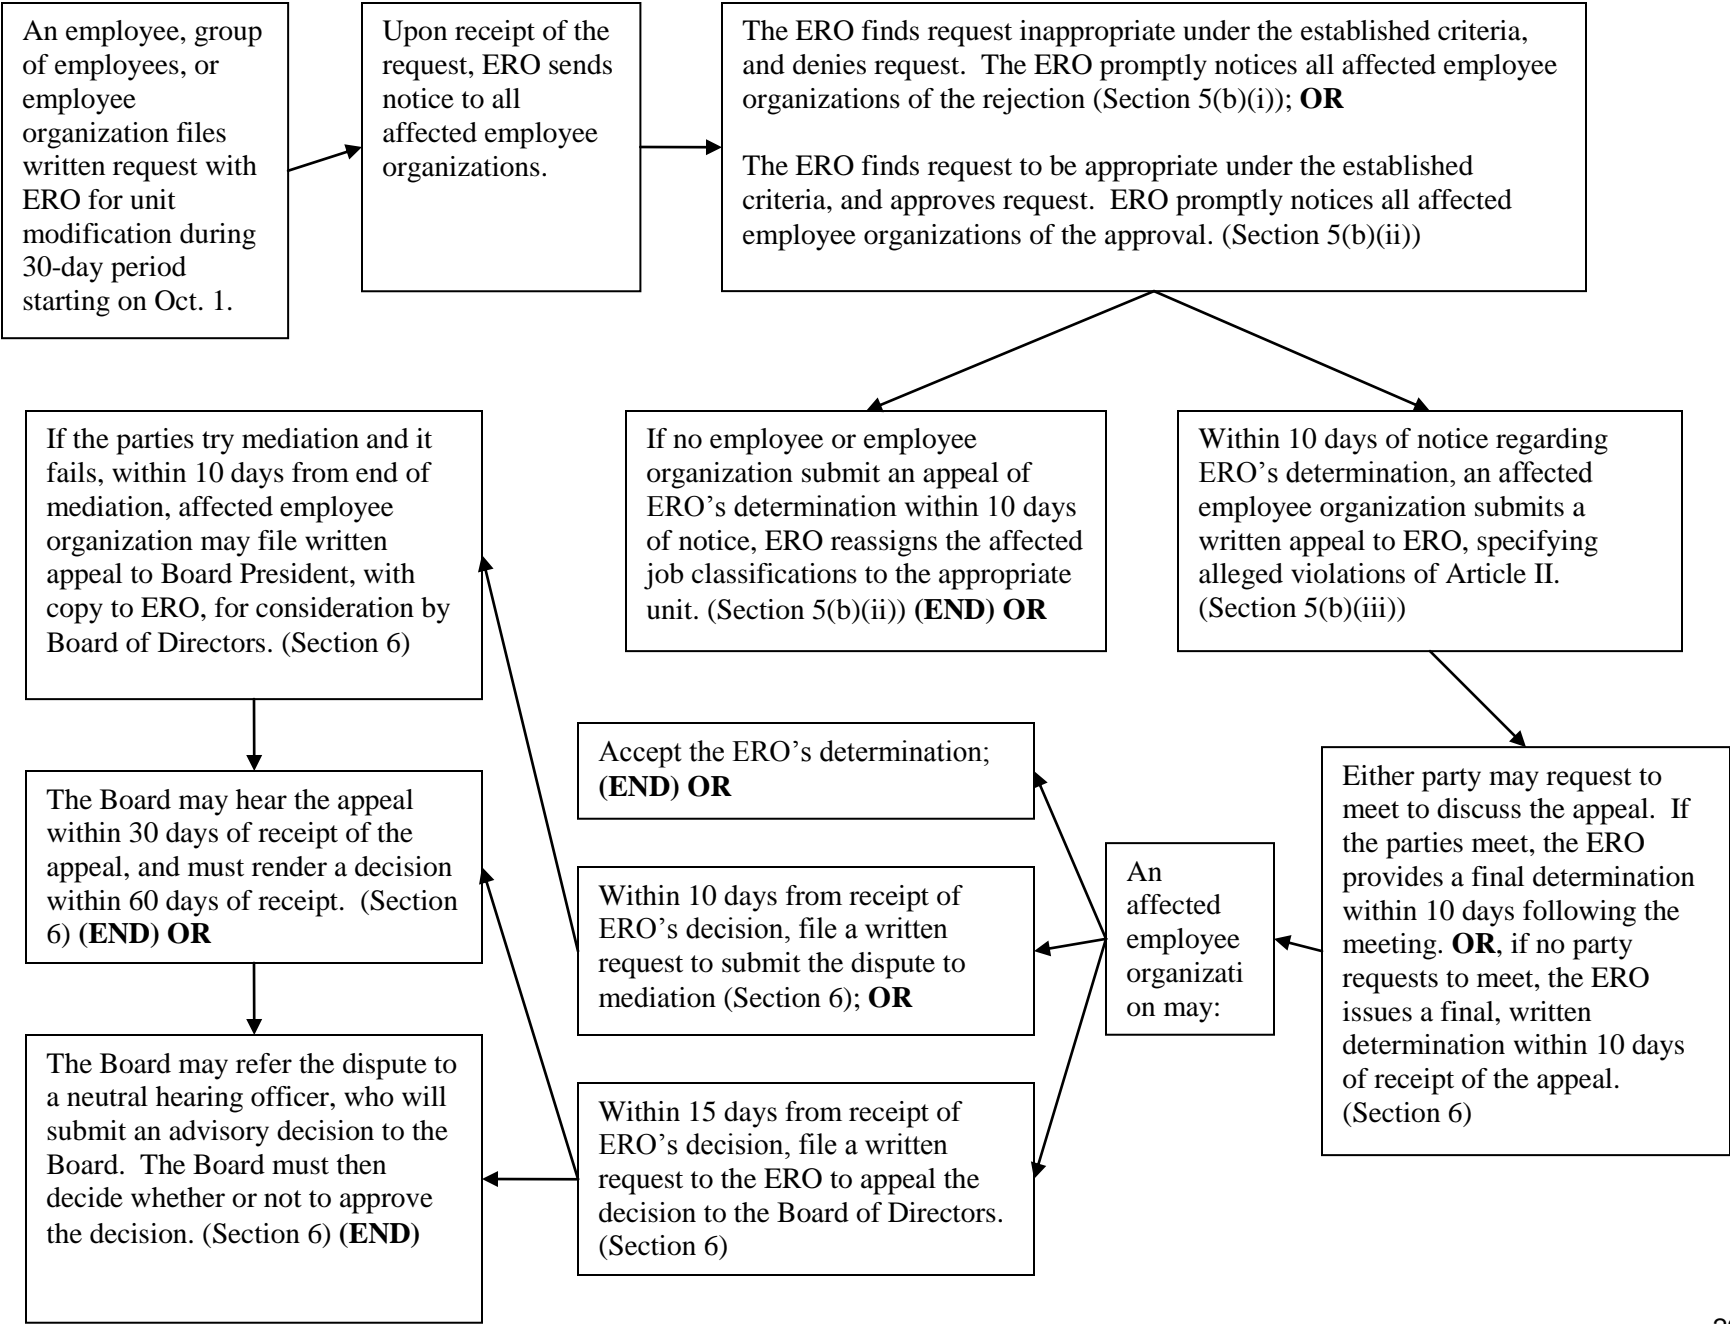 An employee, group
of employees, or
employee
organization files
written request with
ERO for unit
modification during
30-day period
starting on Oct. 1.
Upon receipt of the
request, ERO sends
notice to all
affected employee
organizations.
The ERO finds request inappropriate under the established criteria,
and denies request.  The ERO promptly notices all affected employee
organizations of the rejection (Section 5(b)(i)); OR
The ERO finds request to be appropriate under the established
criteria, and approves request.  ERO promptly notices all affected
employee organizations of the approval. (Section 5(b)(ii))
If no employee or employee
organization submit an appeal of
ERO’s determination within 10 days
of notice, ERO reassigns the affected
job classifications to the appropriate
unit. (Section 5(b)(ii)) (END) OR
Within 10 days of notice regarding
ERO’s determination, an affected
employee organization submits a
written appeal to ERO, specifying
alleged violations of Article II.
(Section 5(b)(iii))
Either party may request to
meet to discuss the appeal.  If
the parties meet, the ERO
provides a final determination
within 10 days following the
meeting. OR, if no party
requests to meet, the ERO
issues a final, written
determination within 10 days
of receipt of the appeal.
(Section 6)
An
affected
employee
organizati
on may:
Accept the ERO’s determination;
(END) OR
Within 10 days from receipt of
ERO’s decision, file a written
request to submit the dispute to
mediation (Section 6); OR
Within 15 days from receipt of
ERO’s decision, file a written
request to the ERO to appeal the
decision to the Board of Directors.
(Section 6)
If the parties try mediation and it
fails, within 10 days from end of
mediation, affected employee
organization may file written
appeal to Board President, with
copy to ERO, for consideration by
Board of Directors. (Section 6)
The Board may hear the appeal
within 30 days of receipt of the
appeal, and must render a decision
within 60 days of receipt.  (Section
6) (END) OR
The Board may refer the dispute to
a neutral hearing officer, who will
submit an advisory decision to the
Board.  The Board must then
decide whether or not to approve
the decision. (Section 6) (END)